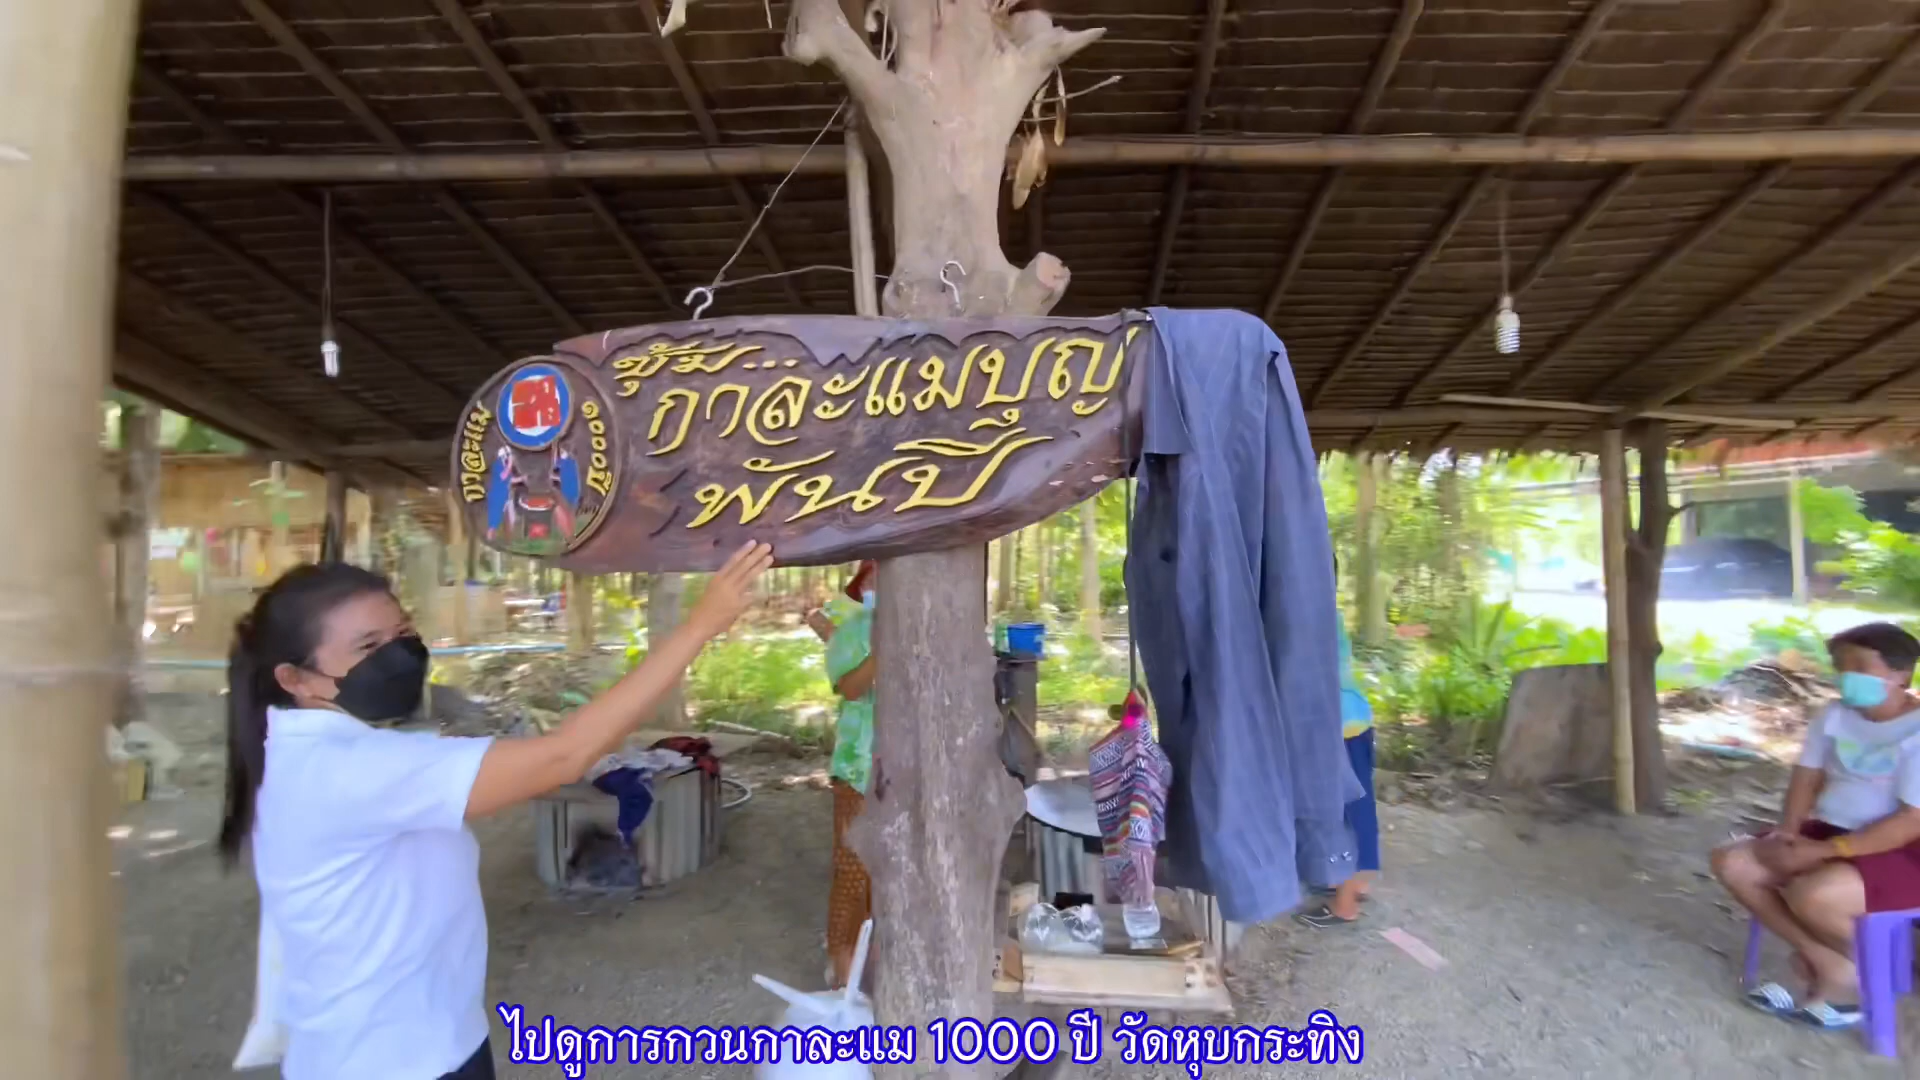 ซุ้ม...
กาละแมบุญ
พันปี
กาละแม
๑๐๐๐ปี
ไปดูการกวนกาละแม 1000 ปี วัดหุบกระทิง